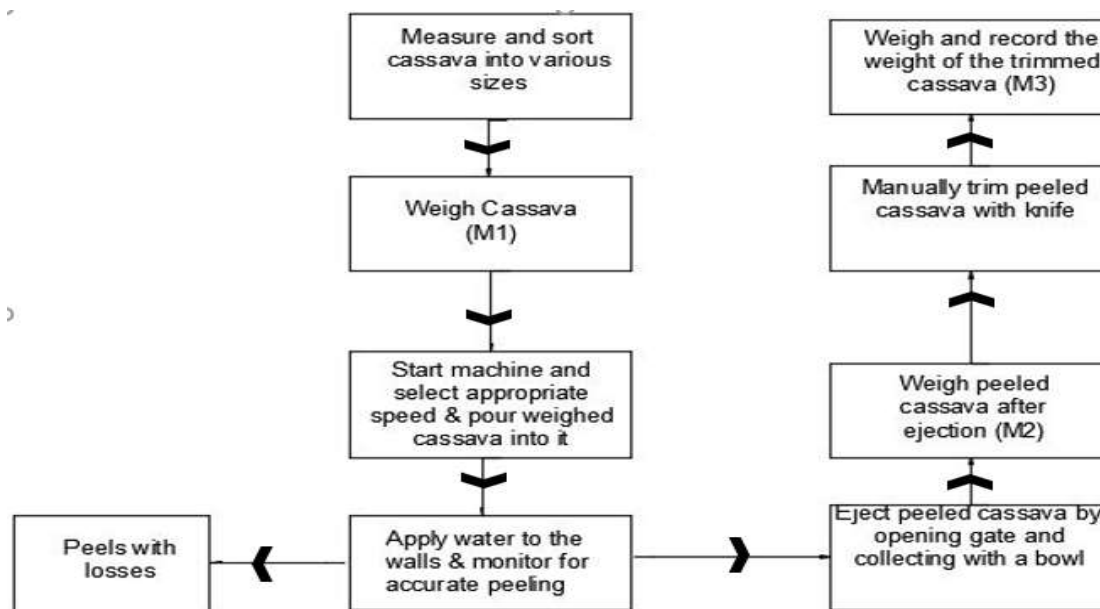 Measure and sort
cassava into various
sizes
Weigh Cassava
(M1)
Start machine and
select appropriate
speed & pour weighed
cassava into it
Apply water to the
walls & monitor for
accurate peeling
Peels with
losses
Eject peeled cassava by
opening gate and
collecting with a bowl
Weigh peeled
cassava after
ejection (M2)
Manually trim peeled
cassava with knife
Weigh and record the
weight of the trimmed
cassava (M3)